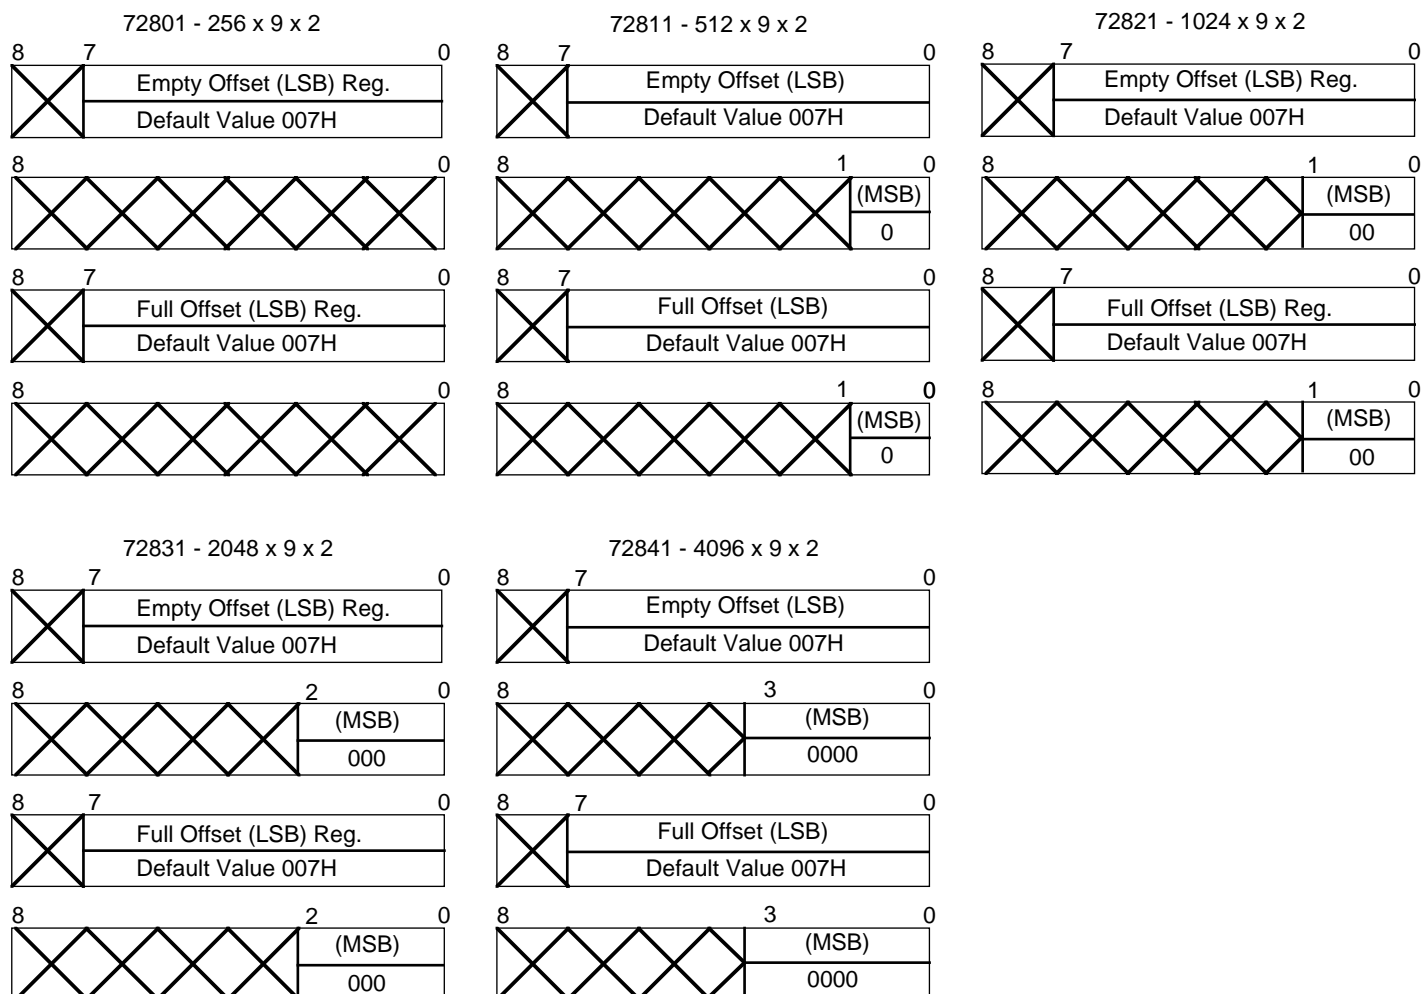 72801 - 256 x 9 x 2
8 7 0
Empty Offset (LSB) Reg.
Default Value 007H
8 0
8 7 0
Full Offset (LSB) Reg.
Default Value 007H
8 0
72811 - 512 x 9 x 2
8 7 0
Empty Offset (LSB)
Default Value 007H
8 1 0
(MSB)
0
8 7 0
Full Offset (LSB)
Default Value 007H
8 1 0
(MSB)
0
72821 - 1024 x 9 x 2
8 7 0
Empty Offset (LSB) Reg.
Default Value 007H
8 1 0
(MSB)
00
8 7 0
Full Offset (LSB) Reg.
Default Value 007H
8 1 0
(MSB)
00
72831 - 2048 x 9 x 2
8 7 0
Empty Offset (LSB) Reg.
Default Value 007H
8 2 0
(MSB)
000
8 7 0
Full Offset (LSB) Reg.
Default Value 007H
8 2 0
(MSB)
000
72841 - 4096 x 9 x 2
8 7 0
Empty Offset (LSB)
Default Value 007H
8 3 0
(MSB)
0000
8 7 0
Full Offset (LSB)
Default Value 007H
8 3 0
(MSB)
0000